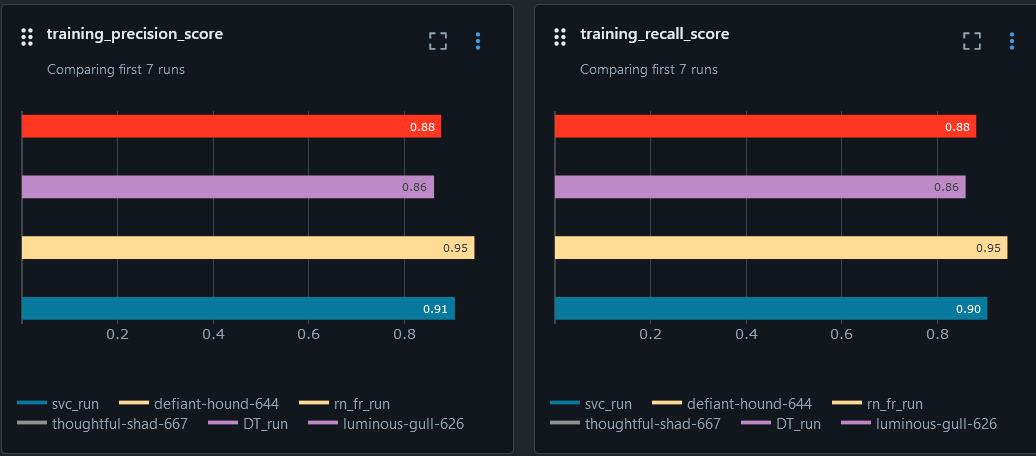 training_precision_score
Comparing first 7 runs
0.88
0.86
0.95
0.91
0.2 0.4 0.6 0.8
svc_run defiant-hound-644 rn_fr_run
thoughtful-shad-667 DT_run luminous-gull-626
training_recall_score
Comparing first 7 runs
0.88
0.86
0.95
0.90
0.2 0.4 0.6 0.8
svc_run defiant-hound-644 rn_fr_run
thoughtful-shad-667 DT_run luminous-gull-626